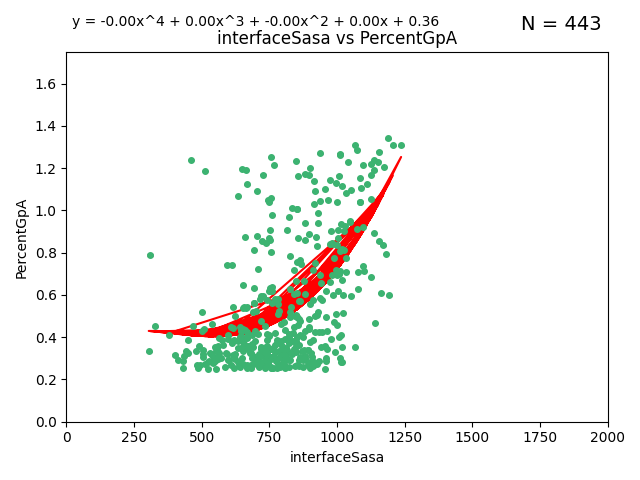 y = -0.00x^4 + 0.00x^3 + -0.00x^2 + 0.00x + 0.36
N = 443
interfaceSasa vs PercentGpA
PercentGpA
1.6
1.4
1.2
1.0
0.8
0.6
0.4
0.2
0.0
0 250 500 750 1000 1250 1500 1750 2000
interfaceSasa